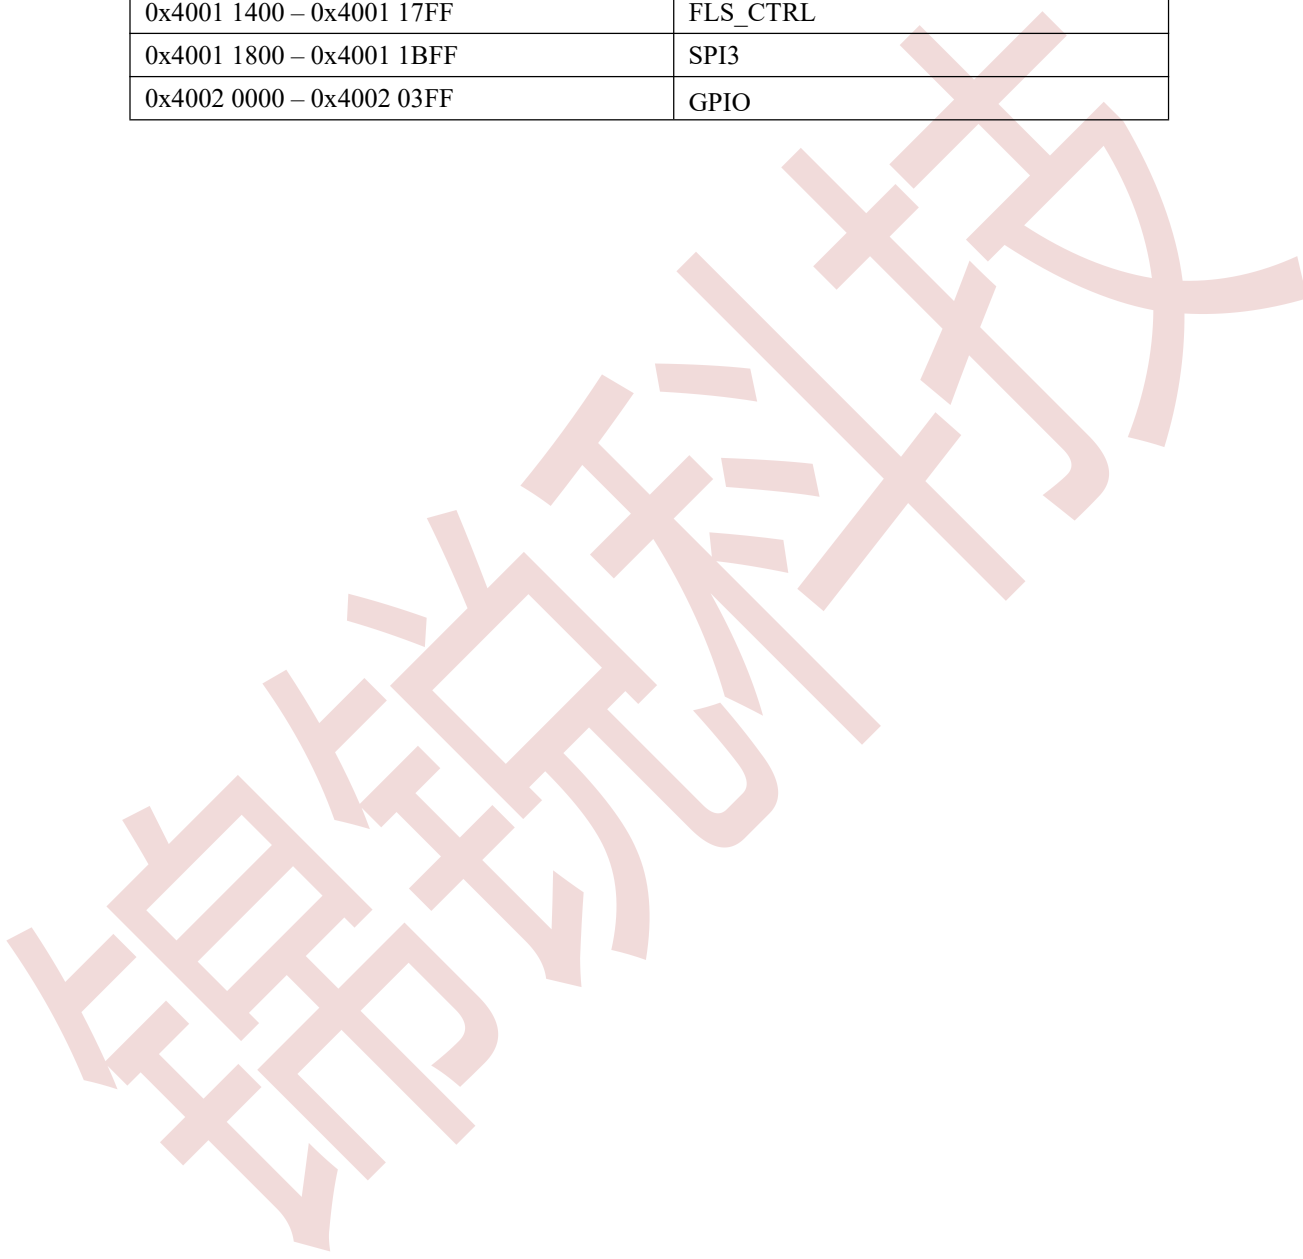 0x4001 1400 – 0x4001 17FF FLS_CTRL
0x4001 1800 – 0x4001 1BFF SPI3
0x4002 0000 – 0x4002 03FF GPIO
锦锐科技